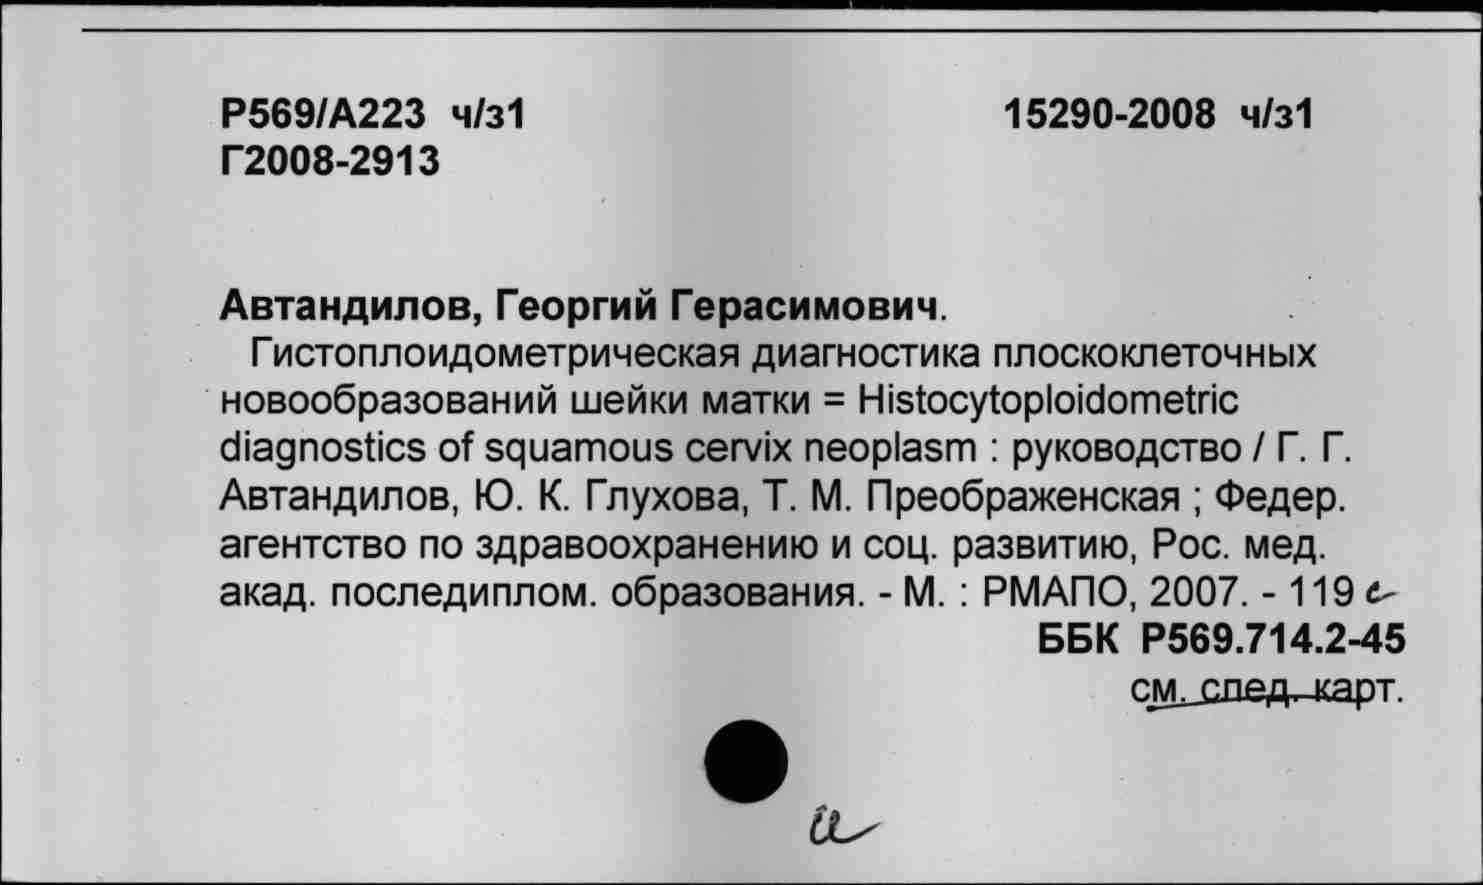 Р569/А223 ч/з1 15290-2008 ч/з1
Г2008-2913
Автандилов, Георгий Герасимович.
Гистоплоидометрическая диагностика плоскоклеточных
новообразований шейки матки = Histocytoploidometric
diagnostics of squamous cervix neoplasm : руководство / Г. Г.
Автандилов, Ю. К. Глухова, Т. М. Преображенская ; Федер.
агентство по здравоохранению и соц. развитию, Рос. мед.
акад. последиплом. образования. - М. : РМАПО, 2007. - 119 с
ББК Р569.714.2-45
см. след. карт.